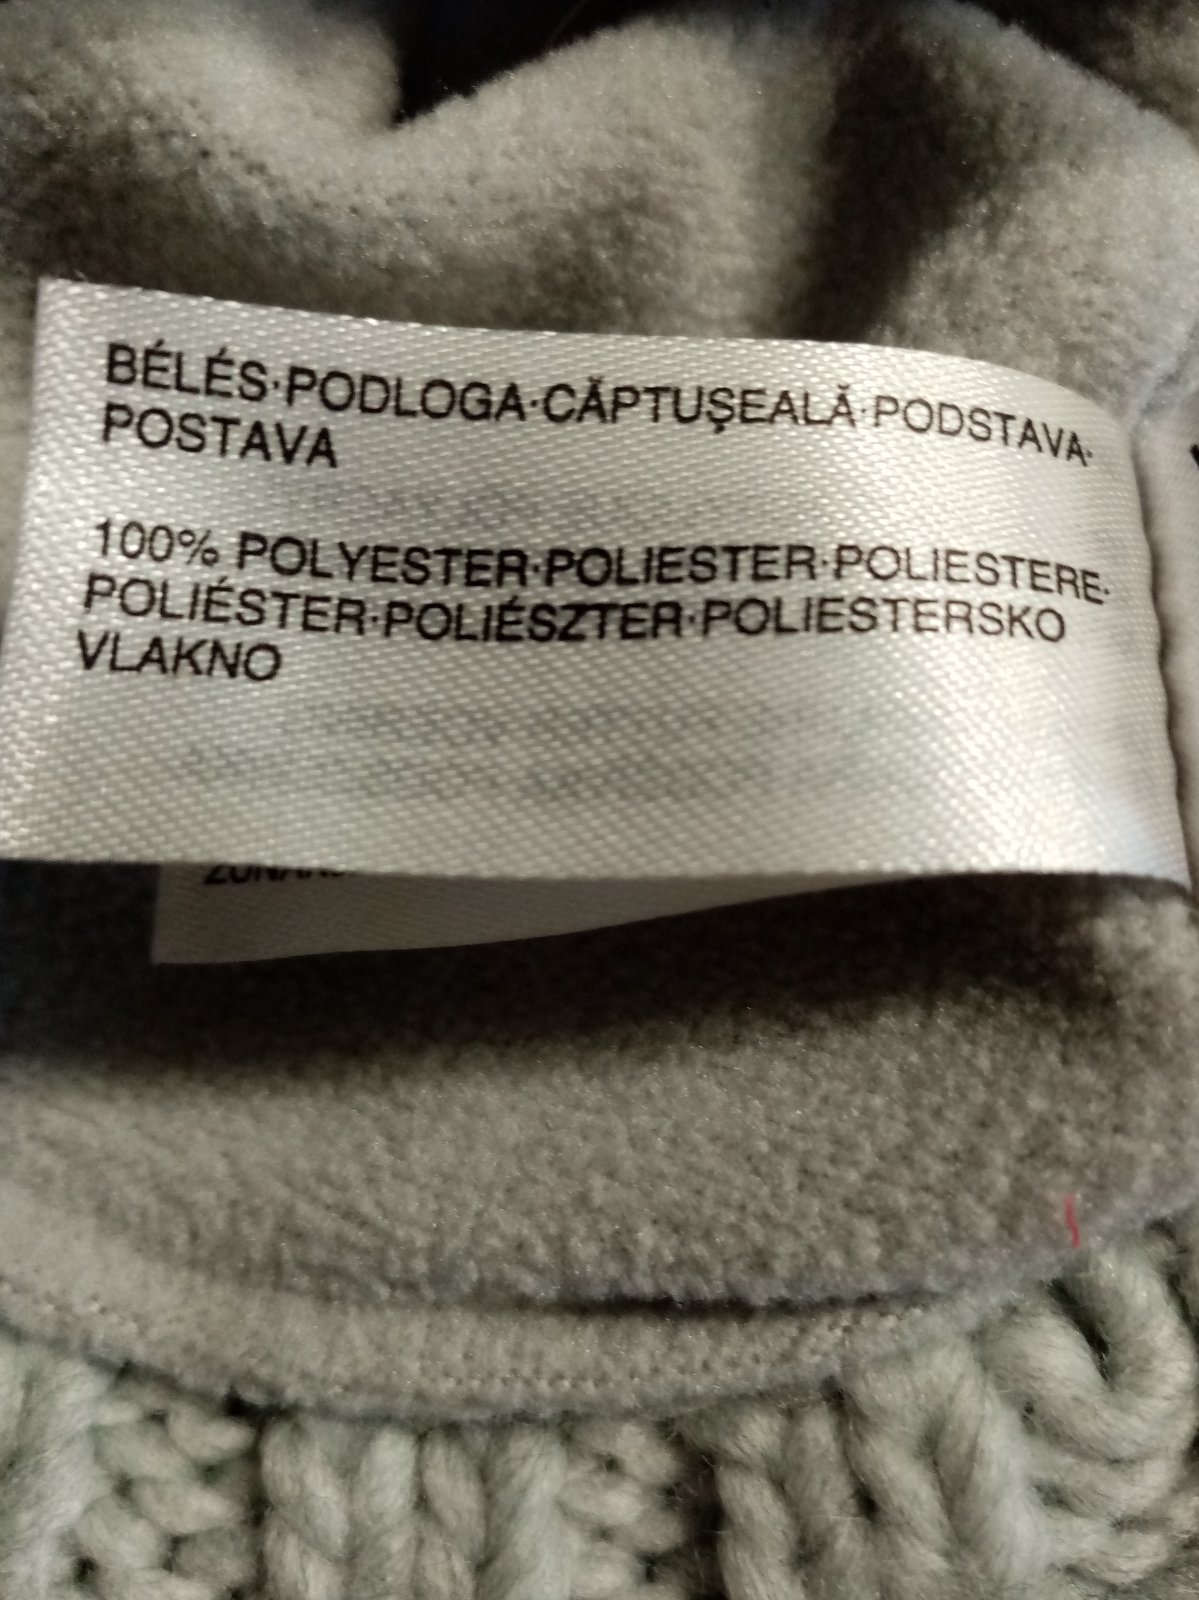 BÉLÉS·PODLOGA·CĂPTUŞEALĂ·PODSTAVA·
POSTAVA
100% POLYESTER·POLIESTER·POLIESTERE·
POLIÉSTER·POLIÉSZTER·POLIESTERSKO
VLAKNO